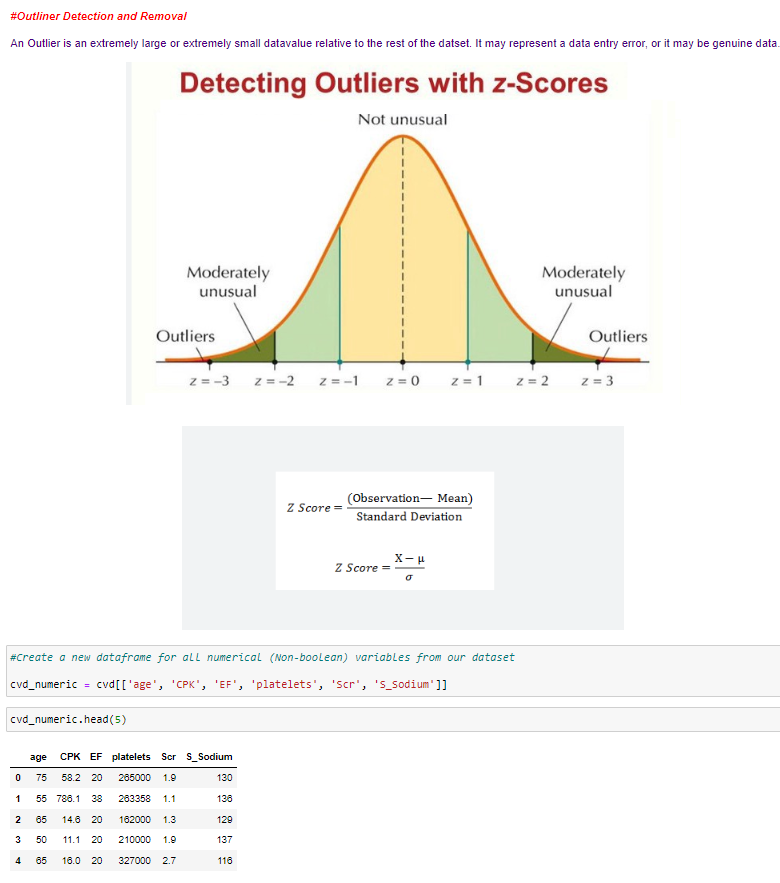 #Outliner Detection and Removal
An Outlier is an extremely large or extremely small datavalue relative to the rest of the datset. It may represent a data entry error, or it may be genuine data.
Detecting Outliers with z-Scores
Not unusual
Moderately
unusual
Moderately
unusual
Outliers
Outliers
z = -3 z = -2 z = -1 z = 0 z = 1 z = 2 z = 3
Z Score = (Observation— Mean)
Standard Deviation
Z Score = X− μ
σ
#Create a new dataframe for all numerical (Non-boolean) variables from our dataset
cvd_numeric = cvd[['age', 'CPK', 'EF', 'platelets', 'Scr', 'S_Sodium']]
cvd_numeric.head(5)
age CPK EF platelets Scr S_Sodium
0 75 58.2 20 265000 1.9 130
1 55 786.1 38 263358 1.1 136
2 65 14.6 20 162000 1.3 129
3 50 11.1 20 210000 1.9 137
4 65 16.0 20 327000 2.7 116